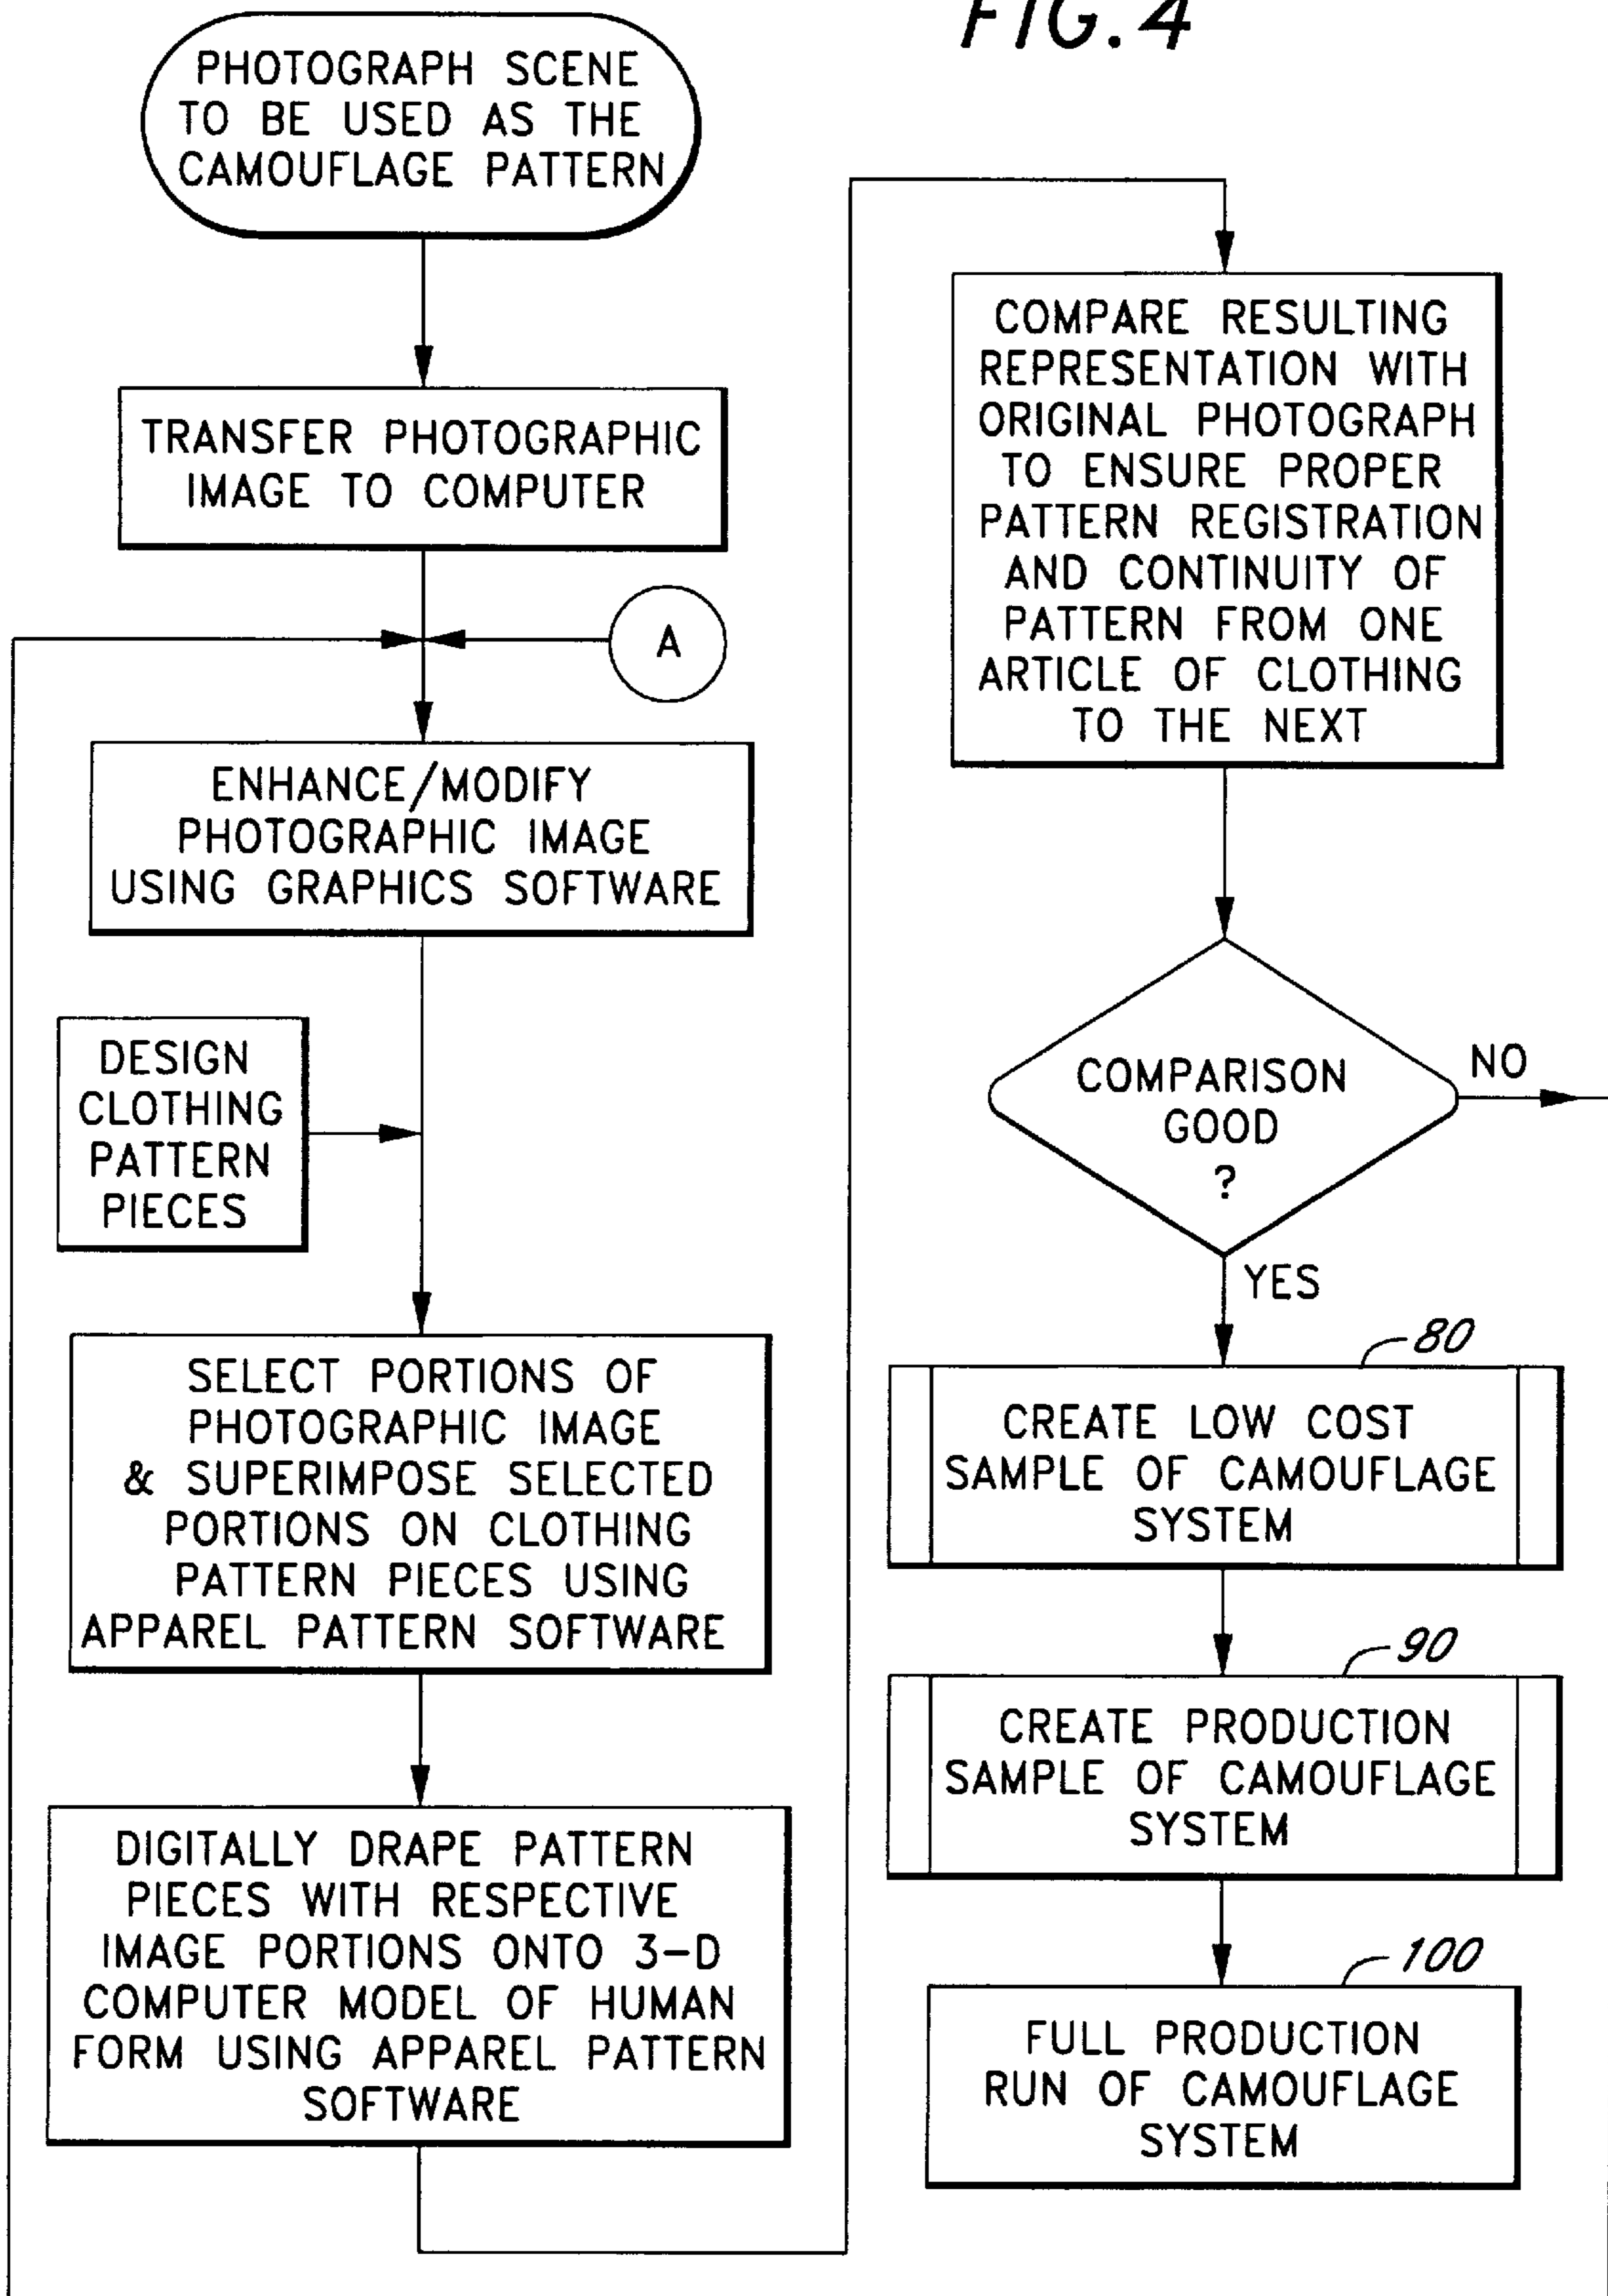 FIG. 4
PHOTOGRAPH SCENE
TO BE USED AS THE
CAMOUFLAGE PATTERN
TRANSFER PHOTOGRAPHIC
IMAGE TO COMPUTER
A
ENHANCE/MODIFY
PHOTOGRAPHIC IMAGE
USING GRAPHICS SOFTWARE
DESIGN
CLOTHING
PATTERN
PIECES
SELECT PORTIONS OF
PHOTOGRAPHIC IMAGE
& SUPERIMPOSE SELECTED
PORTIONS ON CLOTHING
PATTERN PIECES USING
APPAREL PATTERN SOFTWARE
DIGITALLY DRAPE PATTERN
PIECES WITH RESPECTIVE
IMAGE PORTIONS ONTO 3-D
COMPUTER MODEL OF HUMAN
FORM USING APPAREL PATTERN
SOFTWARE
COMPARE RESULTING
REPRESENTATION WITH
ORIGINAL PHOTOGRAPH
TO ENSURE PROPER
PATTERN REGISTRATION
AND CONTINUITY OF
PATTERN FROM ONE
ARTICLE OF CLOTHING
TO THE NEXT
COMPARISON
GOOD
?
NO
YES
80
CREATE LOW COST
SAMPLE OF CAMOUFLAGE
SYSTEM
90
CREATE PRODUCTION
SAMPLE OF CAMOUFLAGE
SYSTEM
100
FULL PRODUCTION
RUN OF CAMOUFLAGE
SYSTEM